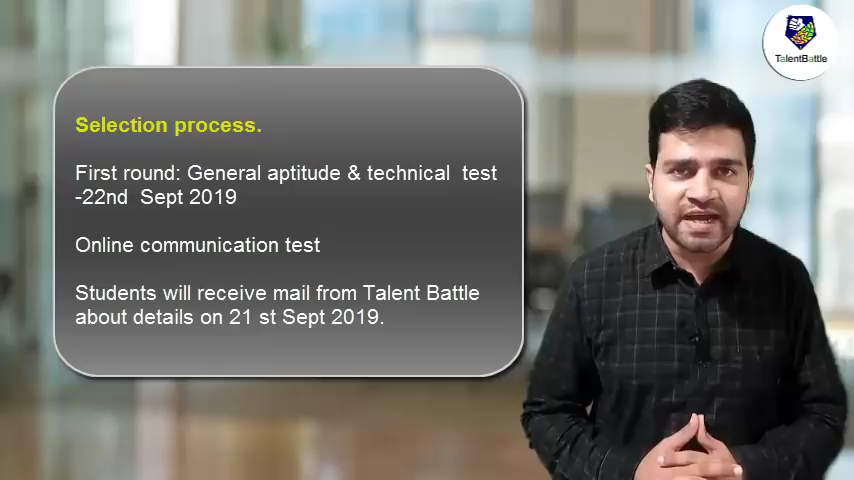 TalentBattle
Selection process.
First round: General aptitude & technical test
-22nd Sept 2019
Online communication test
Students will receive mail from Talent Battle
about details on 21 st Sept 2019.